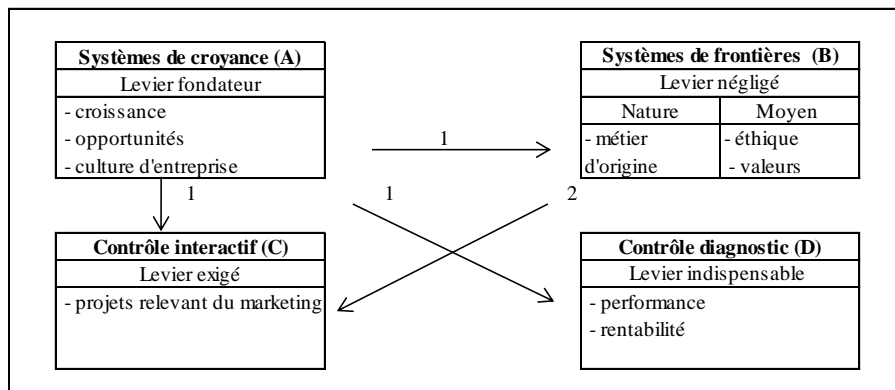 Systèmes de croyance (A)
Levier fondateur
- croissance
- opportunités
- culture d'entreprise
Systèmes de frontières (B)
Levier négligé
Nature
Moyen
- métier
d'origine
- éthique
- valeurs
1
1
1
2
Contrôle interactif (C)
Levier exigé
- projets relevant du marketing
Contrôle diagnostic (D)
Levier indispensable
- performance
- rentabilité